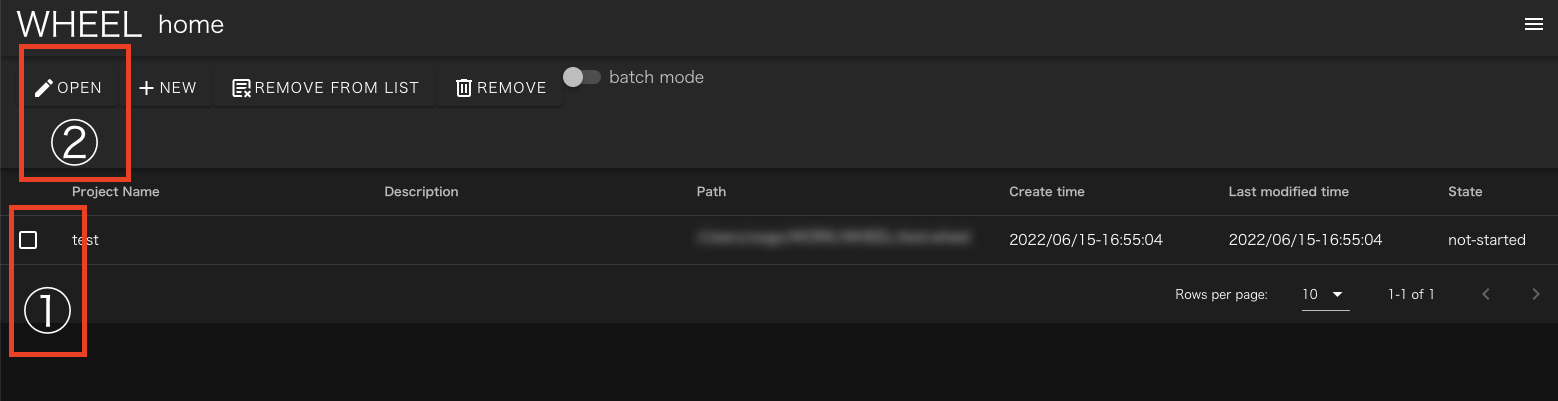 WHEEL home
OPEN NEW REMOVE FROM LIST REMOVE batch mode
②
Project Name Description Path Create time Last modified time State
test 2022/06/15-16:55:04 2022/06/15-16:55:04 not-started
①
Rows per page: 10 1-1 of 1